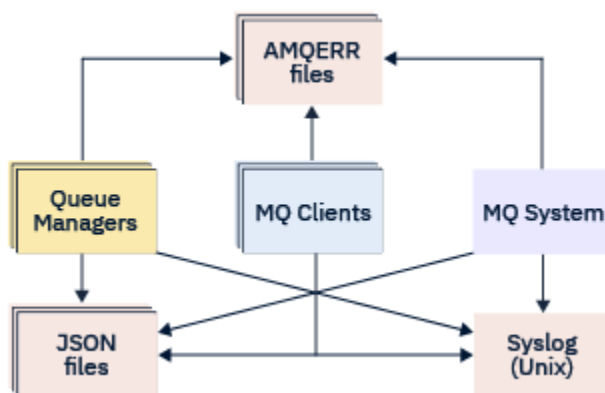 AMQERR
files
Queue
Managers
MQ Clients
MQ System
JSON
files
Syslog
(Unix)